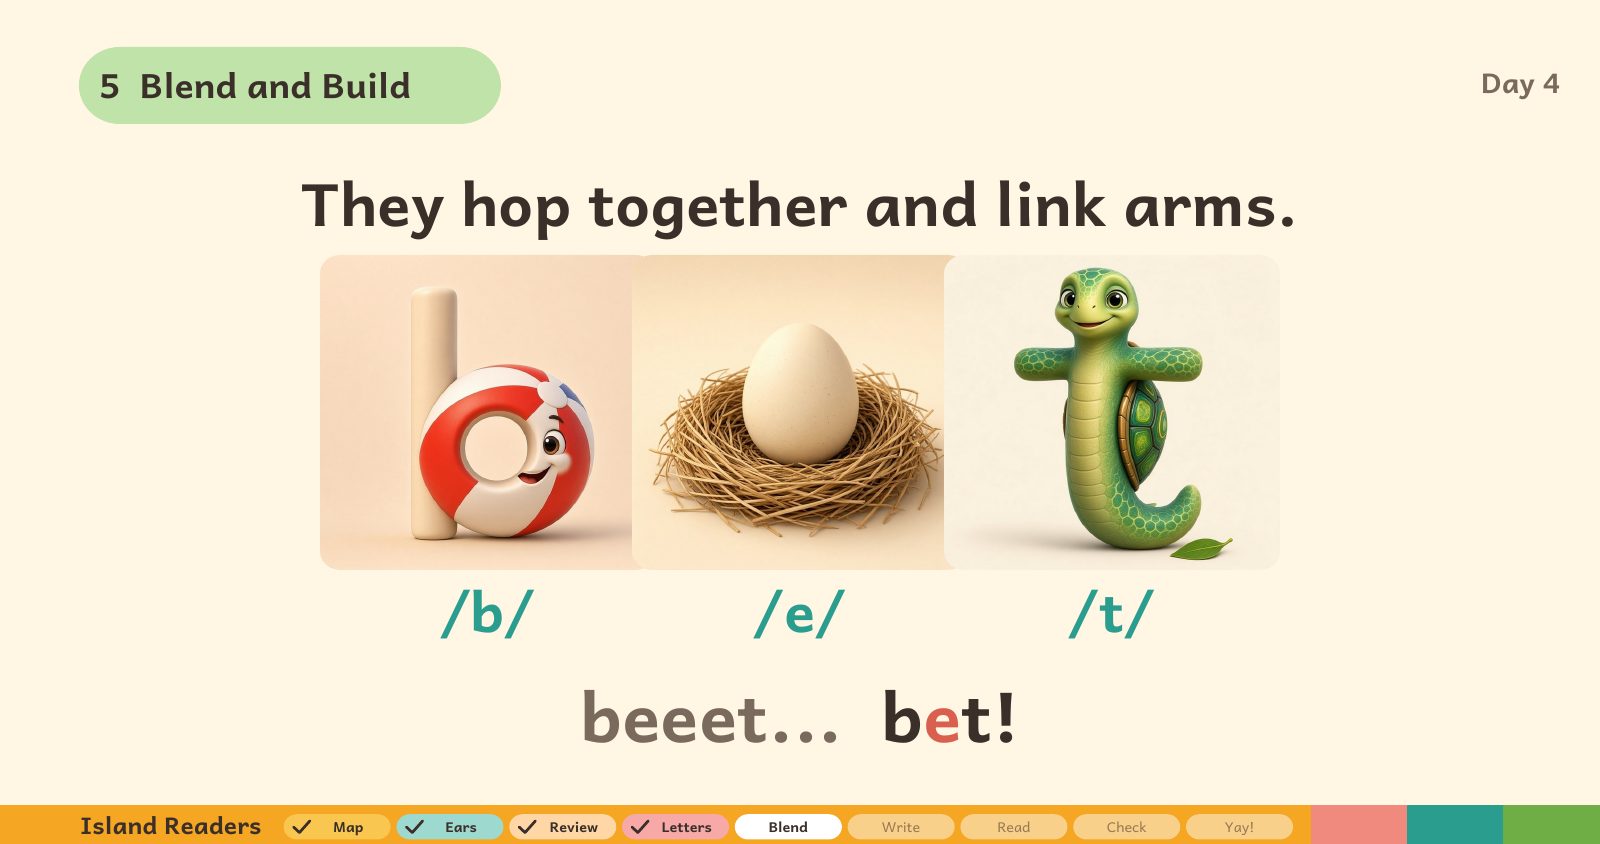 5 Blend and Build
Day 4
They hop together and link arms.
/b/ /e/ /t/
beeet... bet!
Island Readers Map Ears Review Letters Blend Write Read Check Yay!